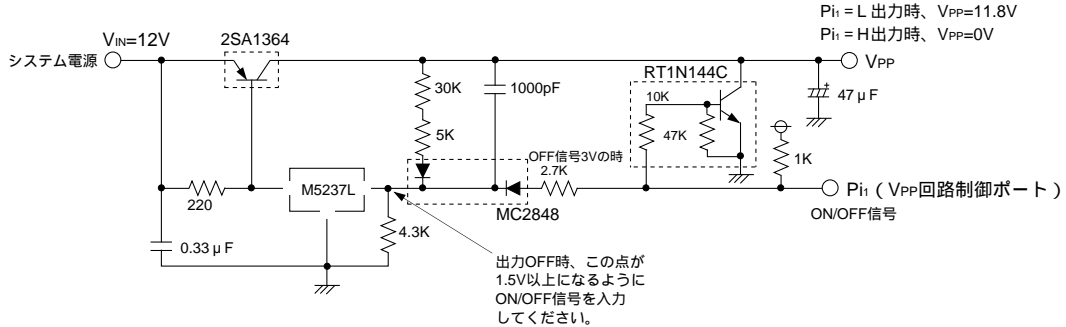 Pi₁ = L 出力時、VPP=11.8V
Pi₁ = H 出力時、VPP=0V
VIN=12V
2SA1364
システム電源
VPP
RT1N144C
30K
1000pF
10K
47 μF
+
5K
47K
OFF信号3Vの時
1K
2.7K
M5237L
Pi₁（VPP回路制御ポート）
220
MC2848
ON/OFF信号
4.3K
0.33 μF
出力OFF時、この点が
1.5V以上になるように
ON/OFF信号を入力
してください。